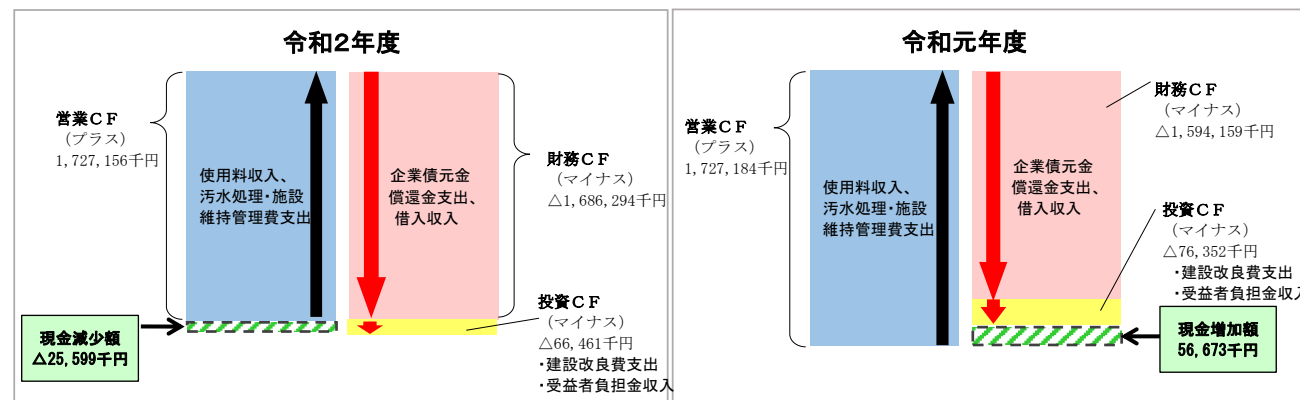 令和２年度
営業ＣＦ
（プラス）
1,727,156千円
使用料収入、
汚水処理・施設
維持管理費支出
企業債元金
償還金支出、
借入収入
財務ＣＦ
（マイナス）
△1,686,294千円
投資ＣＦ
（マイナス）
△66,461千円
・建設改良費支出
・受益者負担金収入
現金減少額
△25,599千円
令和元年度
営業ＣＦ
（プラス）
1,727,184千円
使用料収入、
汚水処理・施設
維持管理費支出
企業債元金
償還金支出、
借入収入
財務ＣＦ
（マイナス）
△1,594,159千円
投資ＣＦ
（マイナス）
△76,352千円
・建設改良費支出
・受益者負担金収入
現金増加額
56,673千円